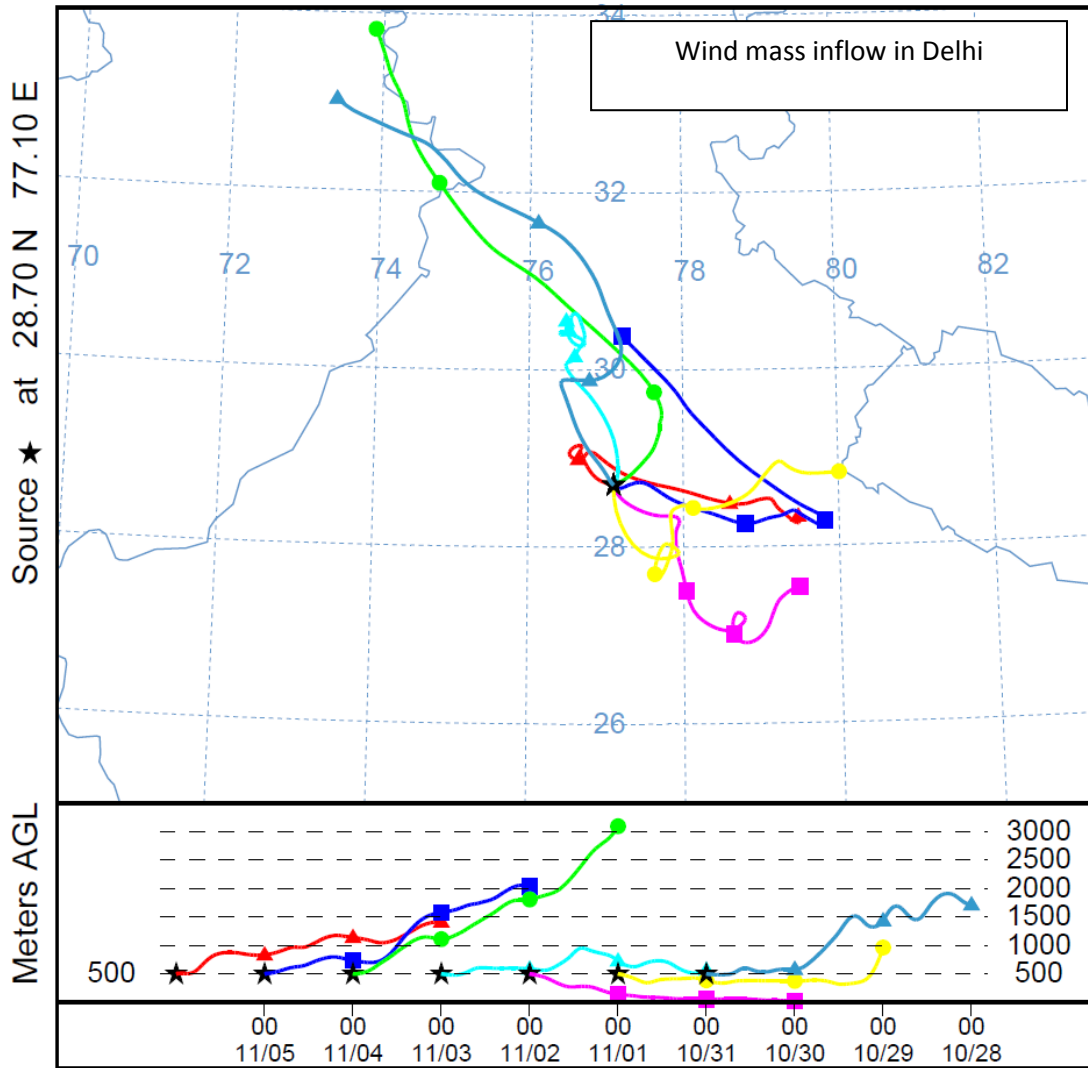 Wind mass inflow in Delhi
Source ★ at 28.70 N 77.10 E
34
32
70 72 74 76 78 80 82
30
28
26
Meters AGL
3000
2500
2000
1500
1000
500 500
00 00 00 00 00 00 00 00 00
11/05 11/04 11/03 11/02 11/01 10/31 10/30 10/29 10/28